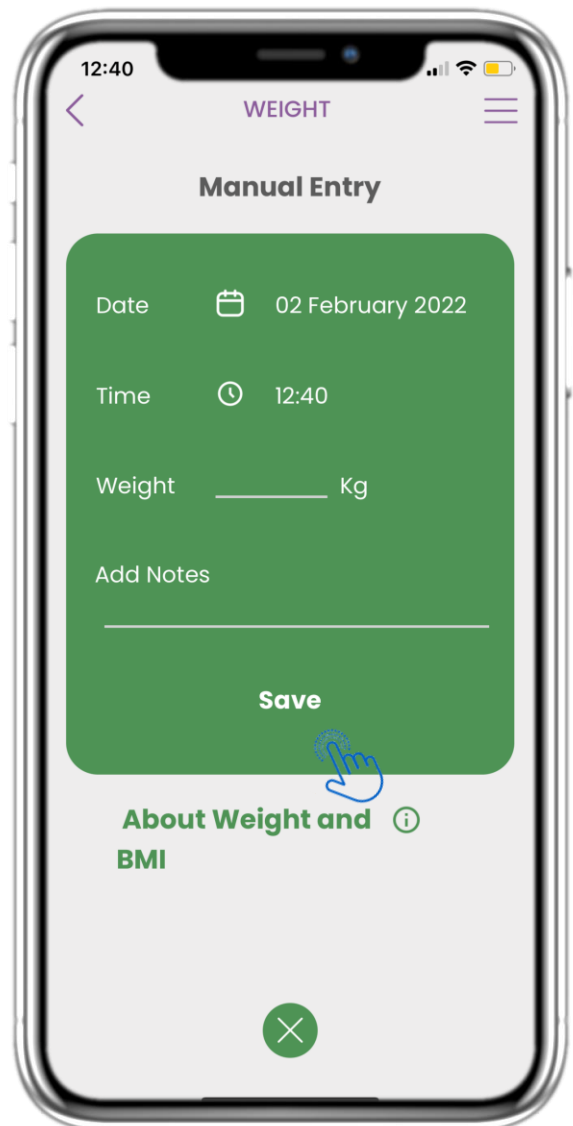 12:40
WEIGHT
Manual Entry
Date 02 February 2022
Time 12:40
Weight Kg
Add Notes
Save
About Weight and
BMI